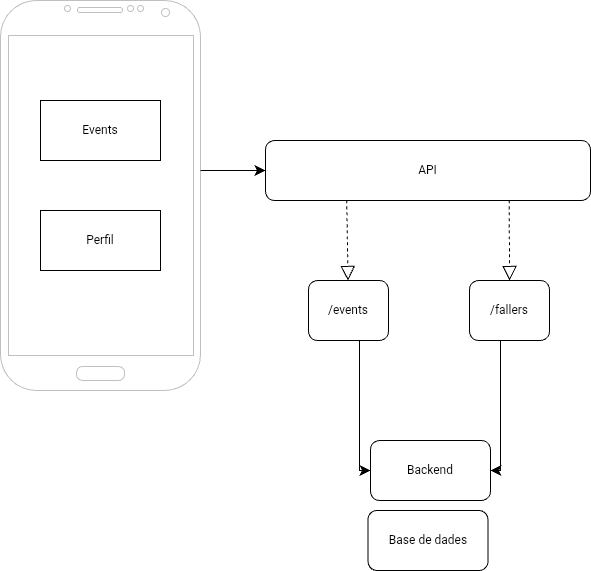 Events
Perfil
API
/events
/fallers
Backend
Base de dades